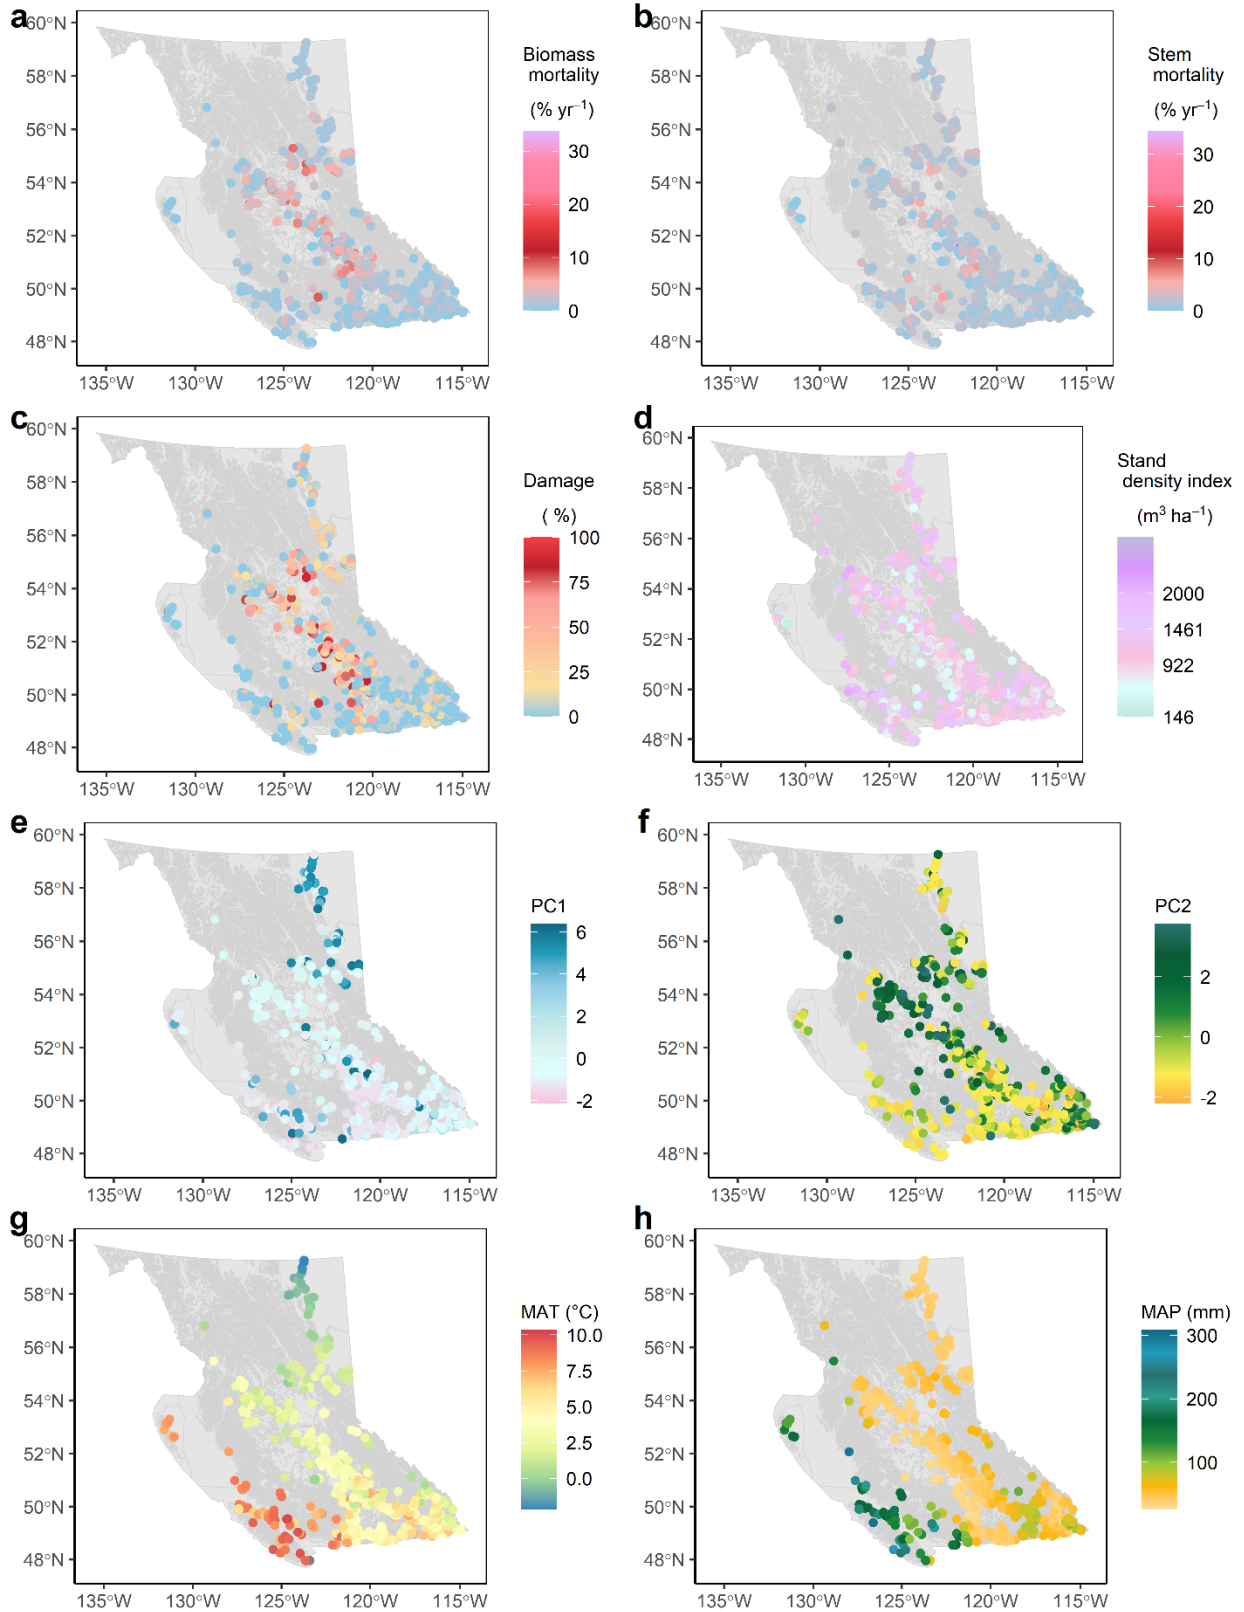 a
60°N
58°N
56°N
54°N
52°N
50°N
48°N
135°W 130°W 125°W 120°W 115°W
Biomass
mortality
(% yr⁻¹)
30
20
10
0
b
60°N
58°N
56°N
54°N
52°N
50°N
48°N
135°W 130°W 125°W 120°W 115°W
Stem
mortality
(% yr⁻¹)
30
20
10
0
c
60°N
58°N
56°N
54°N
52°N
50°N
48°N
135°W 130°W 125°W 120°W 115°W
Damage
( %)
100
75
50
25
0
d
60°N
58°N
56°N
54°N
52°N
50°N
48°N
135°W 130°W 125°W 120°W 115°W
Stand
density index
(m³ ha⁻¹)
2000
1461
922
146
e
60°N
58°N
56°N
54°N
52°N
50°N
48°N
135°W 130°W 125°W 120°W 115°W
PC1
6
4
2
0
-2
f
60°N
58°N
56°N
54°N
52°N
50°N
48°N
135°W 130°W 125°W 120°W 115°W
PC2
2
0
-2
g
60°N
58°N
56°N
54°N
52°N
50°N
48°N
135°W 130°W 125°W 120°W 115°W
MAT (°C)
10.0
7.5
5.0
2.5
0.0
h
60°N
58°N
56°N
54°N
52°N
50°N
48°N
135°W 130°W 125°W 120°W 115°W
MAP (mm)
300
200
100